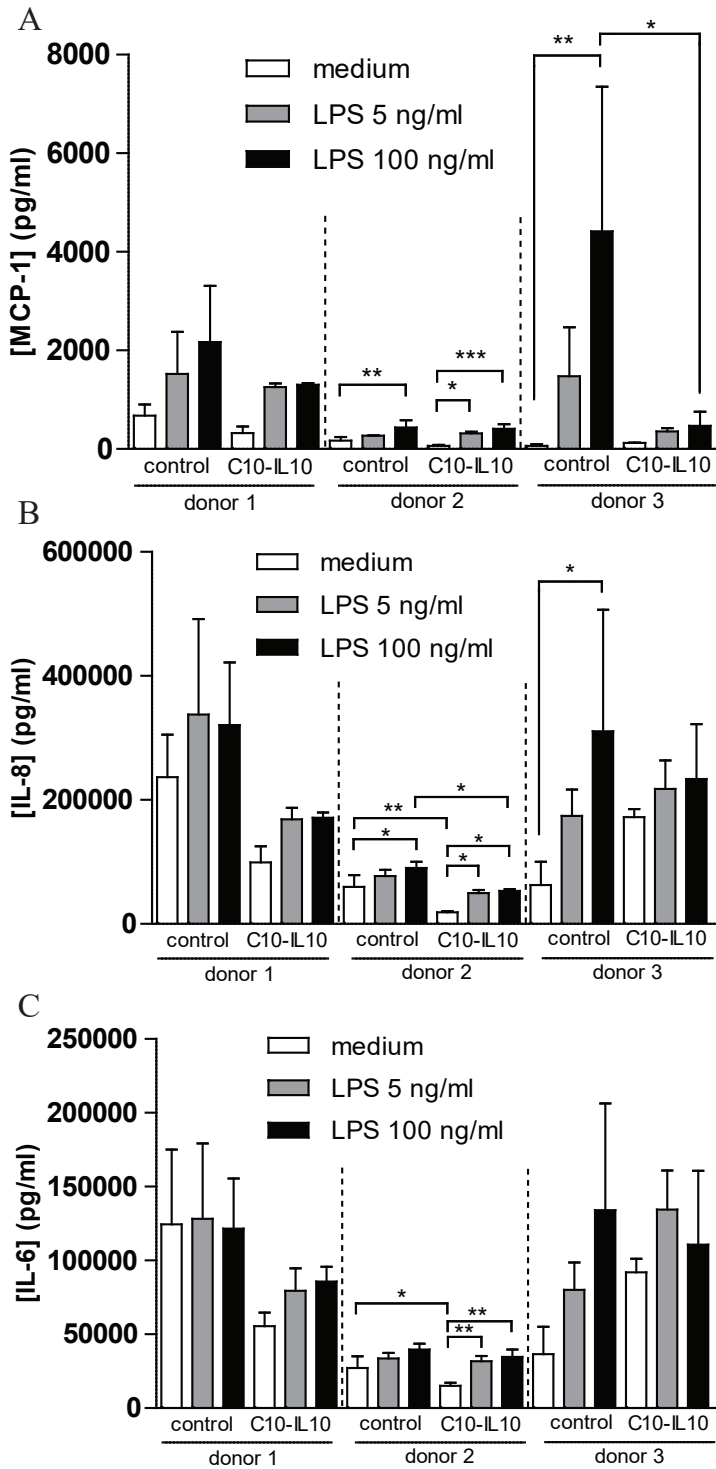 A
[MCP-1] (pg/ml)
8000
6000
4000
2000
0
medium
LPS 5 ng/ml
LPS 100 ng/ml
** *
** * ***
control C10-IL10 control C10-IL10 control C10-IL10
donor 1 donor 2 donor 3
B
[IL-8] (pg/ml)
600000
400000
200000
0
medium
LPS 5 ng/ml
LPS 100 ng/ml
*
** *
* * *
control C10-IL10 control C10-IL10 control C10-IL10
donor 1 donor 2 donor 3
C
[IL-6] (pg/ml)
250000
200000
150000
100000
50000
0
medium
LPS 5 ng/ml
LPS 100 ng/ml
* **
**
control C10-IL10 control C10-IL10 control C10-IL10
donor 1 donor 2 donor 3